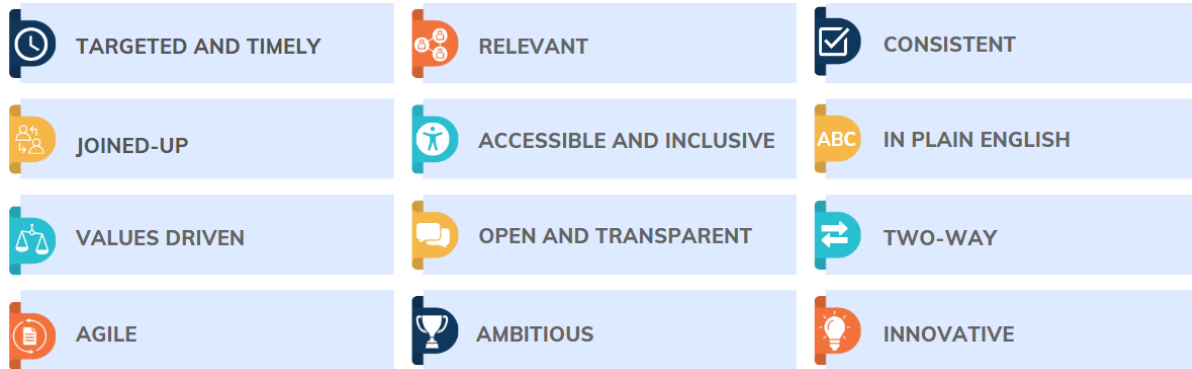 TARGETED AND TIMELY
RELEVANT
CONSISTENT
JOINED-UP
ACCESSIBLE AND INCLUSIVE
ABC
IN PLAIN ENGLISH
VALUES DRIVEN
OPEN AND TRANSPARENT
TWO-WAY
AGILE
AMBITIOUS
INNOVATIVE